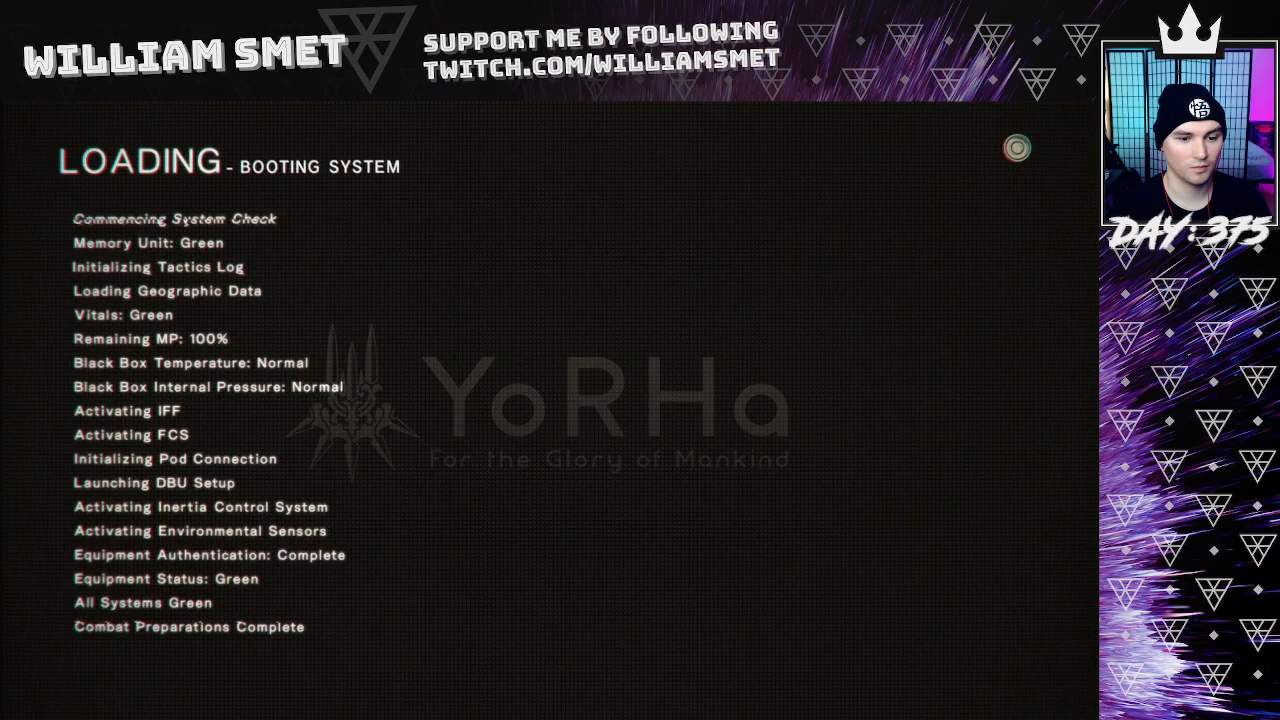 WILLIAM SMET
SUPPORT ME BY FOLLOWING
TWITCH.COM/WILLIAMSMET
DAY: 375
LOADING - BOOTING SYSTEM
Commencing System Check
Memory Unit: Green
Initializing Tactics Log
Loading Geographic Data
Vitals: Green
Remaining MP: 100%
Black Box Temperature: Normal
Black Box Internal Pressure: Normal
Activating IFF
Activating FCS
Initializing Pod Connection
Launching DBU Setup
Activating Inertia Control System
Activating Environmental Sensors
Equipment Authentication: Complete
Equipment Status: Green
All Systems Green
Combat Preparations Complete
YoRHa
For the Glory of Mankind
悟